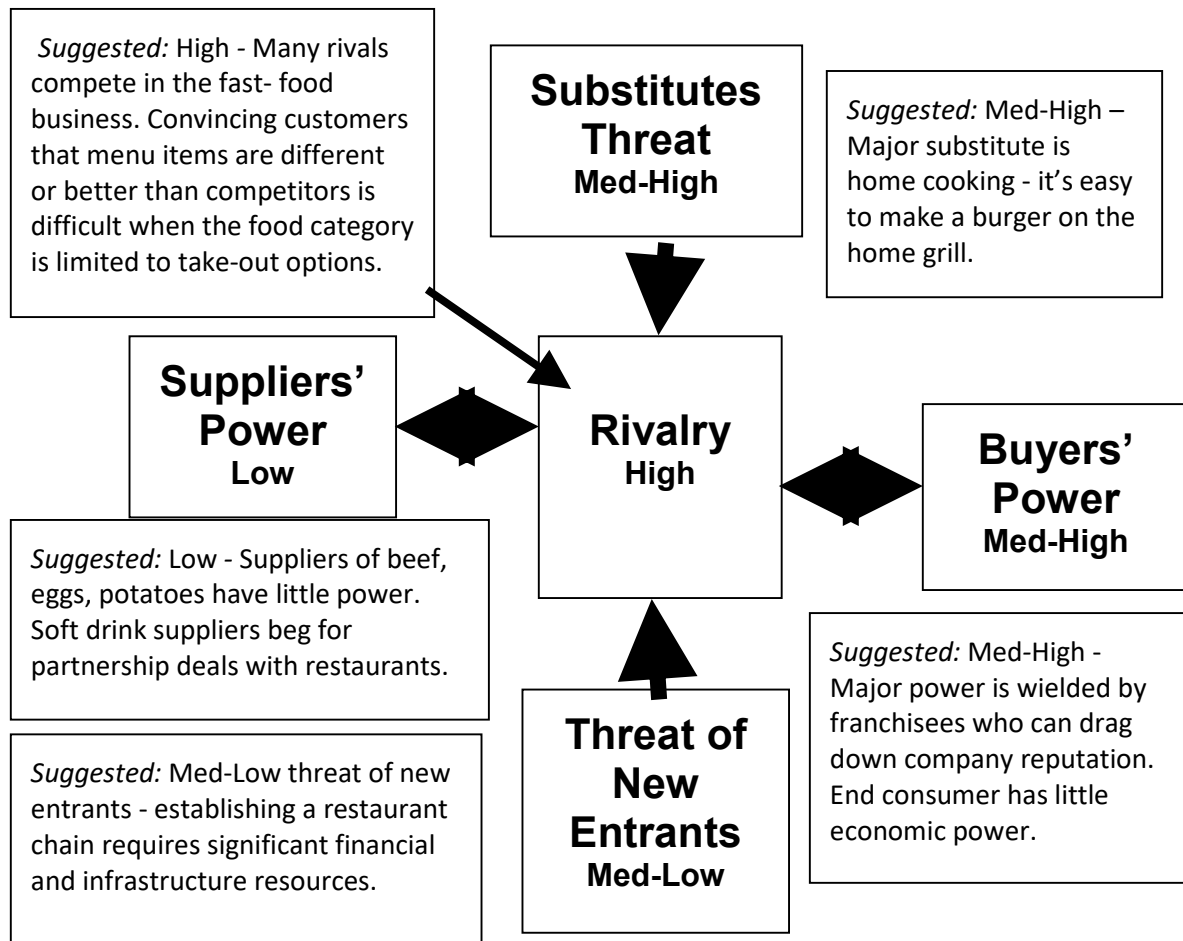 Suggested: High - Many rivals
compete in the fast- food
business. Convincing customers
that menu items are different
or better than competitors is
difficult when the food category
is limited to take-out options.
Substitutes
Threat
Med-High
Suggested: Med-High –
Major substitute is
home cooking - it’s easy
to make a burger on the
home grill.
Suppliers’
Power
Low
Rivalry
High
Buyers’
Power
Med-High
Suggested: Low - Suppliers of beef,
eggs, potatoes have little power.
Soft drink suppliers beg for
partnership deals with restaurants.
Suggested: Med-High -
Major power is wielded by
franchisees who can drag
down company reputation.
End consumer has little
economic power.
Threat of
New
Entrants
Med-Low
Suggested: Med-Low threat of new
entrants - establishing a restaurant
chain requires significant financial
and infrastructure resources.